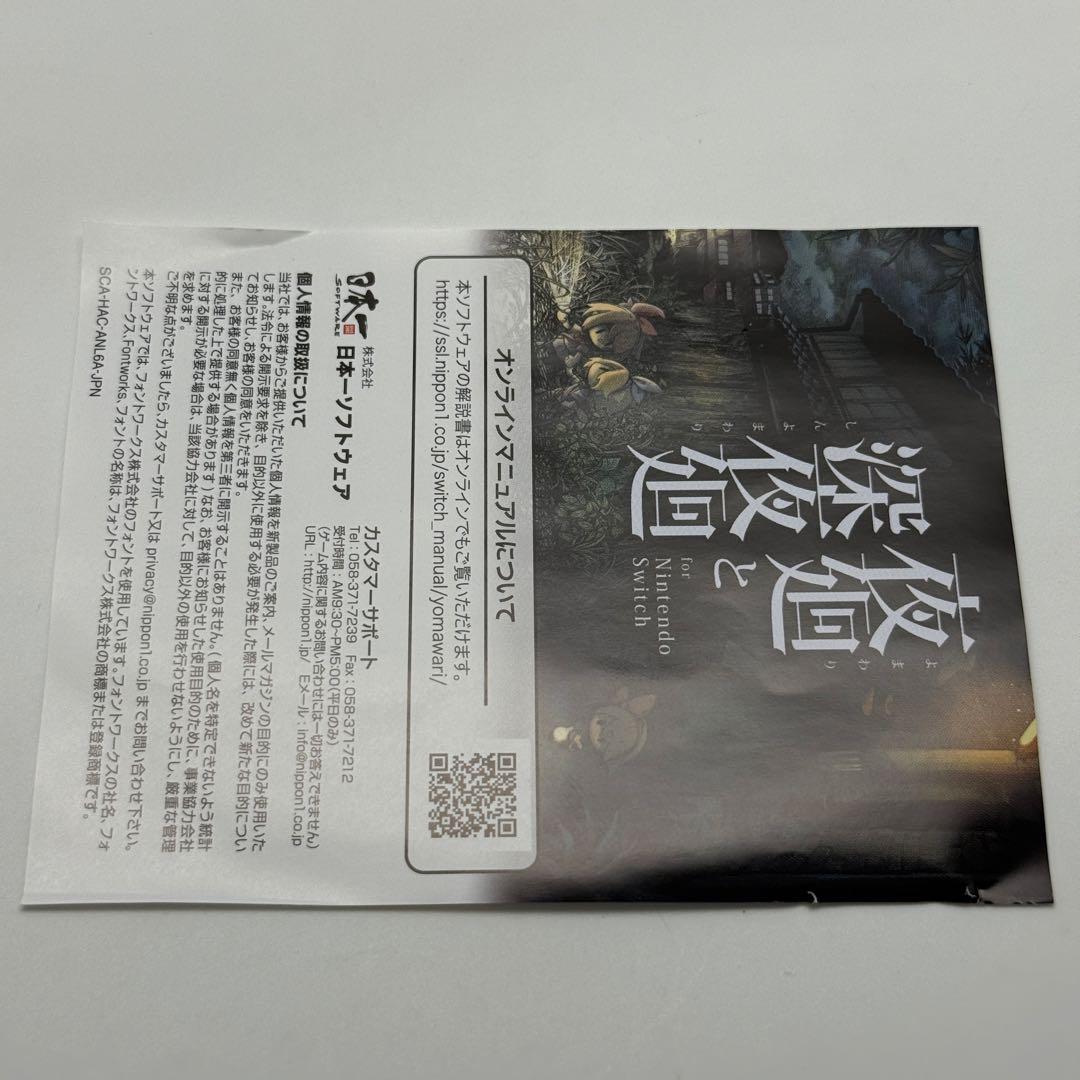 よまわり
夜廻と
しんよまわり
深夜廻
for
Nintendo
Switch
オンラインマニュアルについて
本ソフトウェアの解説書はオンラインでもご覧いただけます。
https://ssl.nippon1.co.jp/switch_manual/yomawari/
日本一
SOFTWARE
株式会社
日本一ソフトウェア
カスタマーサポート
Tel：058-371-7239 Fax：058-371-7212
受付時間：AM9:30~PM5:00(平日のみ)
(ゲーム内容に関するお問い合わせには一切お答えできません)
URL：http://nippon1.jp/ Eメール：info@nippon1.co.jp
個人情報の取扱について
当社では、お客様からご提供いただいた個人情報を新製品のご案内、メールマガジンの目的にのみ使用いた
します。法令による開示要求を除き、目的以外に使用する必要が発生した際には、改めて新たな目的につい
てお知らせし、お客様の同意をいただきます。
また、お客様の同意無く個人情報を第三者に開示することはありません。(個人名を特定できないよう統計
的に処理した上で提供する場合があります)なお、お客様にお知らせした使用目的のために、事業協力会社
に対する開示が必要な場合は、当該協力会社に対して、目的以外の使用を行わせないようにし、厳重な管理
を求めます。
ご不明な点がございましたら、カスタマーサポート又は privacy@nippon1.co.jp までお問い合わせ下さい。
本ソフトウェアでは、フォントワークス株式会社のフォントを使用しています。フォントワークスの社名、フォ
ントワークス、Fontworks、フォントの名称は、フォントワークス株式会社の商標または登録商標です。
SCA-HAC-ANL6A-JPN